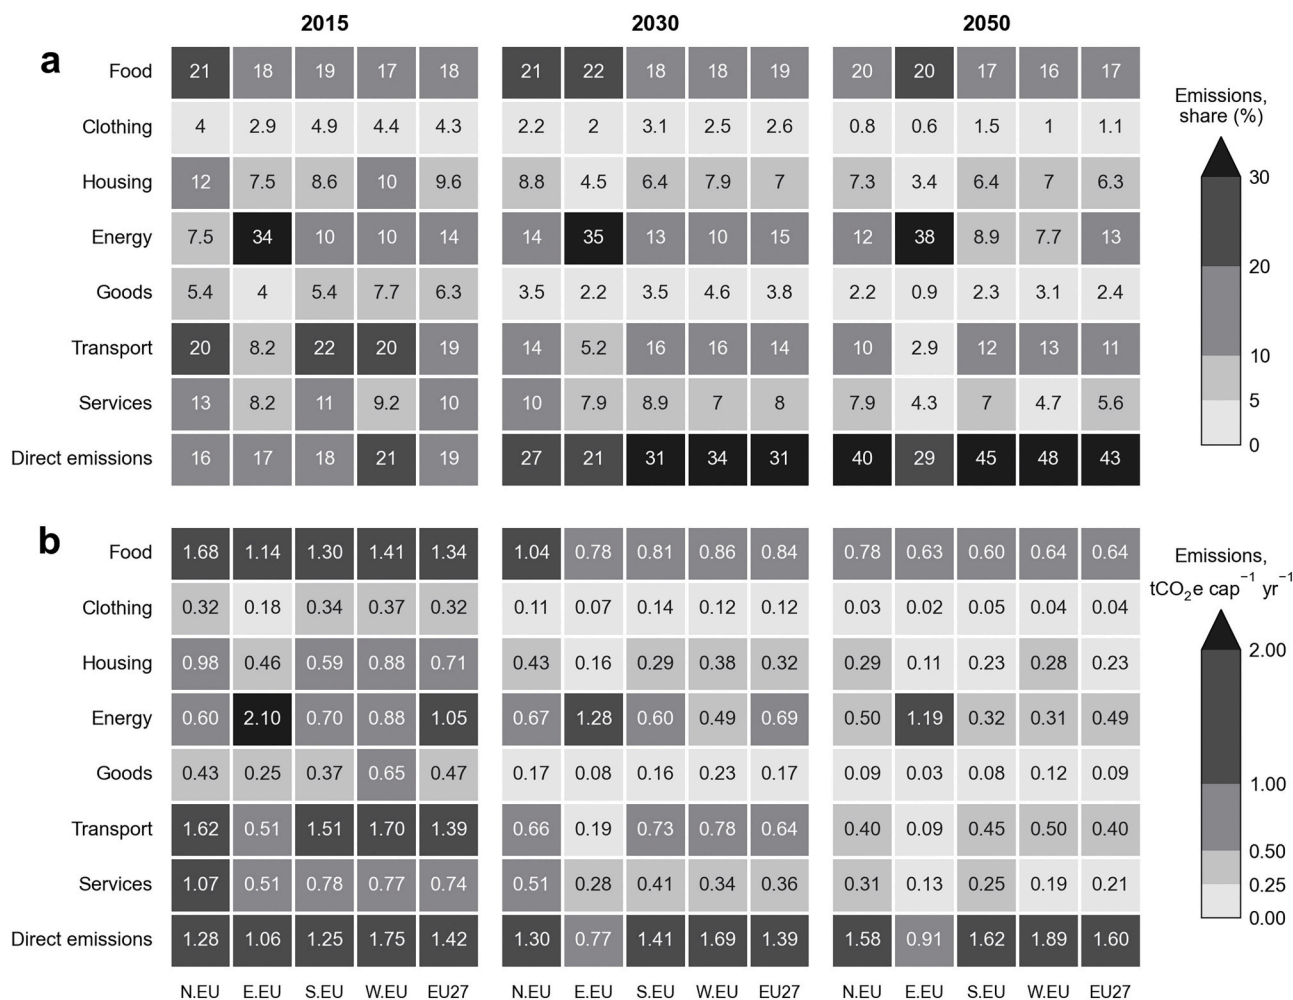 2015 2030 2050
a
Food 21 18 19 17 18 21 22 18 18 19 20 20 17 16 17
Clothing 4 2.9 4.9 4.4 4.3 2.2 2 3.1 2.5 2.6 0.8 0.6 1.5 1 1.1
Housing 12 7.5 8.6 10 9.6 8.8 4.5 6.4 7.9 7 7.3 3.4 6.4 7 6.3
Energy 7.5 34 10 10 14 14 35 13 10 15 12 38 8.9 7.7 13
Goods 5.4 4 5.4 7.7 6.3 3.5 2.2 3.5 4.6 3.8 2.2 0.9 2.3 3.1 2.4
Transport 20 8.2 22 20 19 14 5.2 16 16 14 10 2.9 12 13 11
Services 13 8.2 11 9.2 10 10 7.9 8.9 7 8 7.9 4.3 7 4.7 5.6
Direct emissions 16 17 18 21 19 27 21 31 34 31 40 29 45 48 43
Emissions,
share (%)
30
20
10
5
0
b
Food 1.68 1.14 1.30 1.41 1.34 1.04 0.78 0.81 0.86 0.84 0.78 0.63 0.60 0.64 0.64
Clothing 0.32 0.18 0.34 0.37 0.32 0.11 0.07 0.14 0.12 0.12 0.03 0.02 0.05 0.04 0.04
Housing 0.98 0.46 0.59 0.88 0.71 0.43 0.16 0.29 0.38 0.32 0.29 0.11 0.23 0.28 0.23
Energy 0.60 2.10 0.70 0.88 1.05 0.67 1.28 0.60 0.49 0.69 0.50 1.19 0.32 0.31 0.49
Goods 0.43 0.25 0.37 0.65 0.47 0.17 0.08 0.16 0.23 0.17 0.09 0.03 0.08 0.12 0.09
Transport 1.62 0.51 1.51 1.70 1.39 0.66 0.19 0.73 0.78 0.64 0.40 0.09 0.45 0.50 0.40
Services 1.07 0.51 0.78 0.77 0.74 0.51 0.28 0.41 0.34 0.36 0.31 0.13 0.25 0.19 0.21
Direct emissions 1.28 1.06 1.25 1.75 1.42 1.30 0.77 1.41 1.69 1.39 1.58 0.91 1.62 1.89 1.60
N.EU E.EU S.EU W.EU EU27 N.EU E.EU S.EU W.EU EU27 N.EU E.EU S.EU W.EU EU27
Emissions,
tCO₂e cap⁻¹ yr⁻¹
2.00
1.00
0.50
0.25
0.00